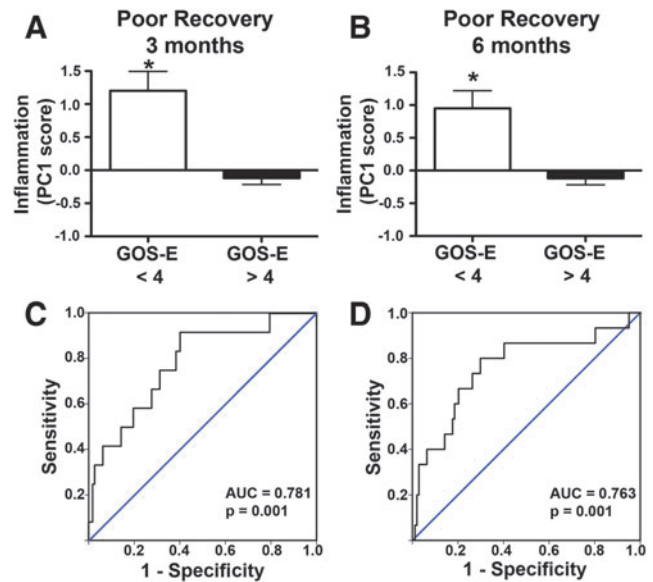 A
Poor Recovery
3 months
Inflammation
(PC1 score)
1.5
1.0
0.5
0.0
-0.5
-1.0
*
GOS-E
< 4
GOS-E
> 4
B
Poor Recovery
6 months
Inflammation
(PC1 score)
1.5
1.0
0.5
0.0
-0.5
-1.0
*
GOS-E
< 4
GOS-E
> 4
C
Sensitivity
1.0
0.8
0.6
0.4
0.2
AUC = 0.781
p = 0.001
0.2 0.4 0.6 0.8 1.0
1 - Specificity
D
Sensitivity
1.0
0.8
0.6
0.4
0.2
AUC = 0.763
p = 0.001
0.2 0.4 0.6 0.8 1.0
1 - Specificity